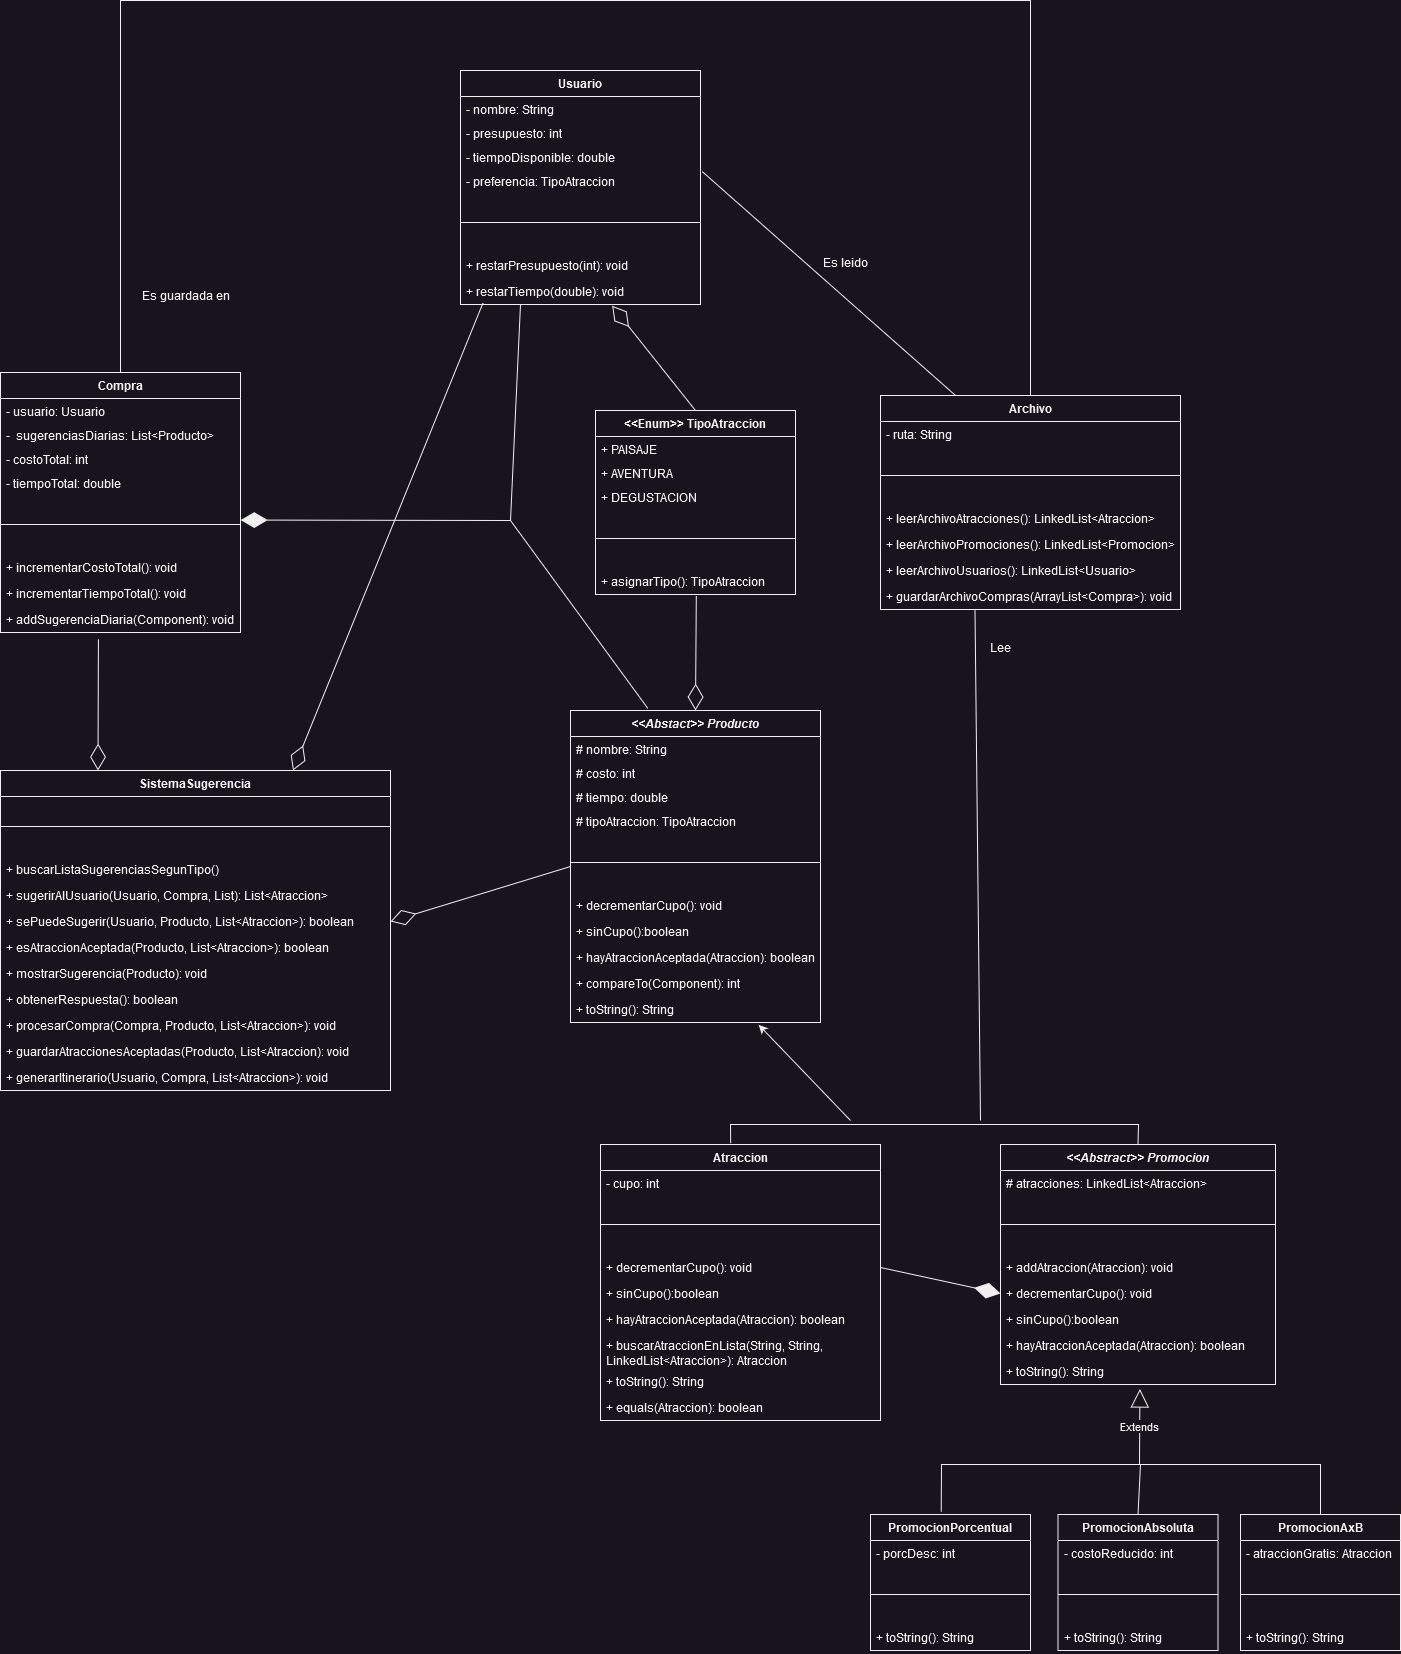 Usuario
- nombre: String
- presupuesto: int
- tiempoDisponible: double
- preferencia: TipoAtraccion
+ restarPresupuesto(int): void
+ restarTiempo(double): void
Es leido
Es guardada en
Compra
- usuario: Usuario
- sugerenciasDiarias: List<Producto>
- costoTotal: int
- tiempoTotal: double
+ incrementarCostoTotal(): void
+ incrementarTiempoTotal(): void
+ addSugerenciaDiaria(Component): void
<<Enum>> TipoAtraccion
+ PAISAJE
+ AVENTURA
+ DEGUSTACION
+ asignarTipo(): TipoAtraccion
Archivo
- ruta: String
+ leerArchivoAtracciones(): LinkedList<Atraccion>
+ leerArchivoPromociones(): LinkedList<Promocion>
+ leerArchivoUsuarios(): LinkedList<Usuario>
+ guardarArchivoCompras(ArrayList<Compra>): void
Lee
<<Abstact>> Producto
# nombre: String
# costo: int
# tiempo: double
# tipoAtraccion: TipoAtraccion
+ decrementarCupo(): void
+ sinCupo():boolean
+ hayAtraccionAceptada(Atraccion): boolean
+ compareTo(Component): int
+ toString(): String
SistemaSugerencia
+ buscarListaSugerenciasSegunTipo()
+ sugerirAlUsuario(Usuario, Compra, List): List<Atraccion>
+ sePuedeSugerir(Usuario, Producto, List<Atraccion>): boolean
+ esAtraccionAceptada(Producto, List<Atraccion>): boolean
+ mostrarSugerencia(Producto): void
+ obtenerRespuesta(): boolean
+ procesarCompra(Compra, Producto, List<Atraccion>): void
+ guardarAtraccionesAceptadas(Producto, List<Atraccion): void
+ generarItinerario(Usuario, Compra, List<Atraccion>): void
Atraccion
- cupo: int
+ decrementarCupo(): void
+ sinCupo():boolean
+ hayAtraccionAceptada(Atraccion): boolean
+ buscarAtraccionEnLista(String, String,
LinkedList<Atraccion>): Atraccion
+ toString(): String
+ equals(Atraccion): boolean
<<Abstract>> Promocion
# atracciones: LinkedList<Atraccion>
+ addAtraccion(Atraccion): void
+ decrementarCupo(): void
+ sinCupo():boolean
+ hayAtraccionAceptada(Atraccion): boolean
+ toString(): String
Extends
PromocionPorcentual
- porcDesc: int
+ toString(): String
PromocionAbsoluta
- costoReducido: int
+ toString(): String
PromocionAxB
- atraccionGratis: Atraccion
+ toString(): String